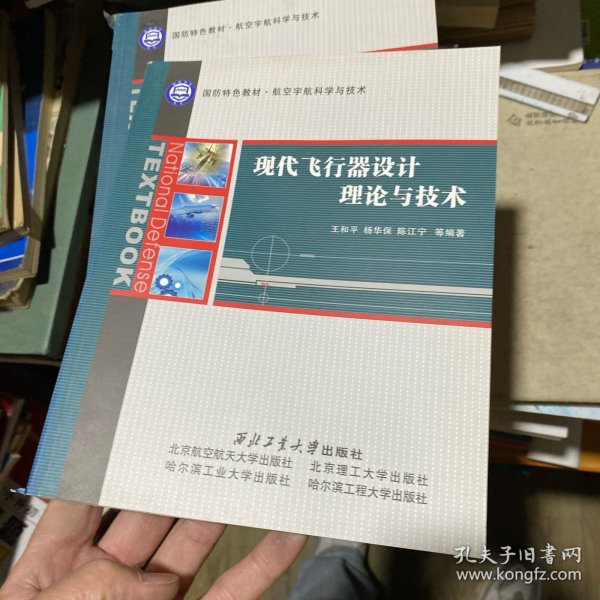 国防特色教材·航空宇航科学与技术
国防特色教材·航空宇航科学与技术
National Defense
TEXTBOOK
现代飞行器设计
理论与技术
王和平 杨华保 陈江宁 等编著
西北工业大学出版社
北京航空航天大学出版社 北京理工大学出版社
哈尔滨工业大学出版社 哈尔滨工程大学出版社
孔夫子旧书网
www.kongfz.com